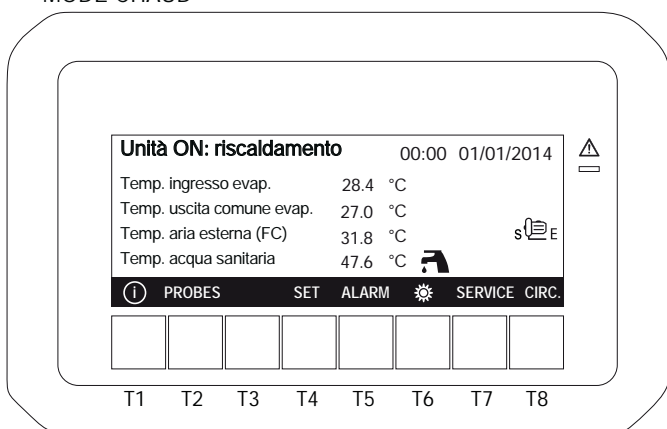 Unità ON: riscaldamento 00:00 01/01/2014
Temp. ingresso evap. 28.4 °C
Temp. uscita comune evap. 27.0 °C
Temp. aria esterna (FC) 31.8 °C
S E
Temp. acqua sanitaria 47.6 °C
i PROBES SET ALARM SERVICE CIRC.
T1 T2 T3 T4 T5 T6 T7 T8